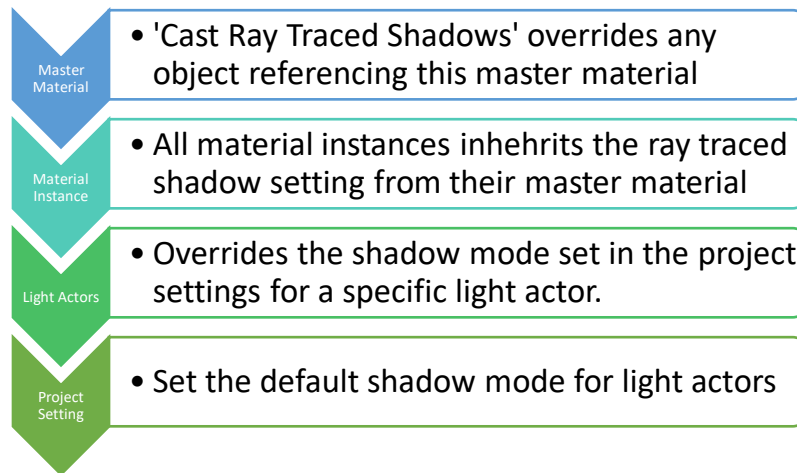 Master
Material
• 'Cast Ray Traced Shadows' overrides any
object referencing this master material
Material
Instance
• All material instances inhehrits the ray traced
shadow setting from their master material
Light Actors
• Overrides the shadow mode set in the project
settings for a specific light actor.
Project
Setting
• Set the default shadow mode for light actors